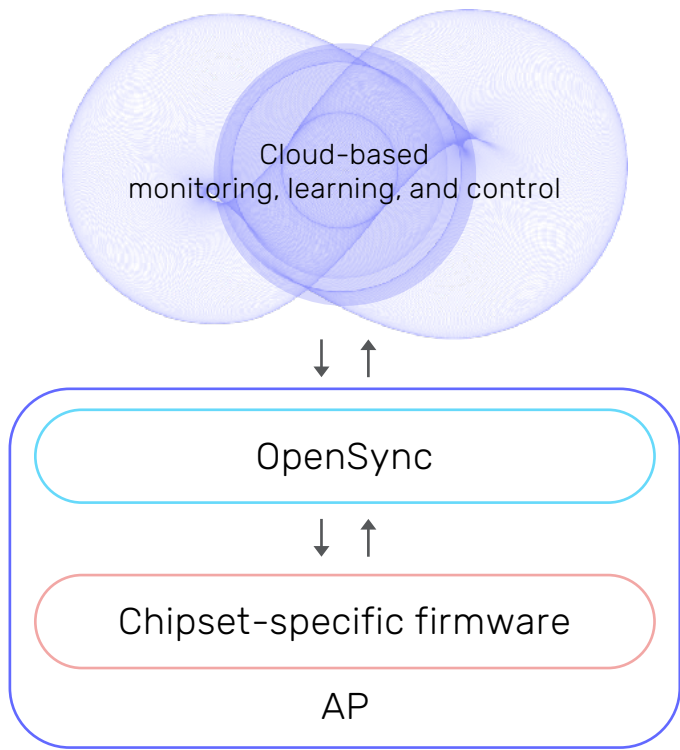 Cloud-based
monitoring, learning, and control
OpenSync
Chipset-specific firmware
AP